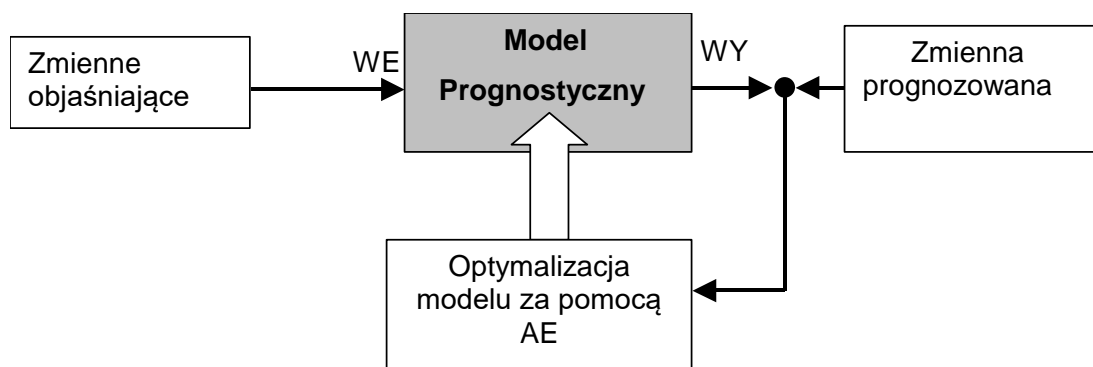 Zmienne
objaśniające
WE
Model
Prognostyczny
WY
Zmienna
prognozowana
Optymalizacja
modelu za pomocą
AE